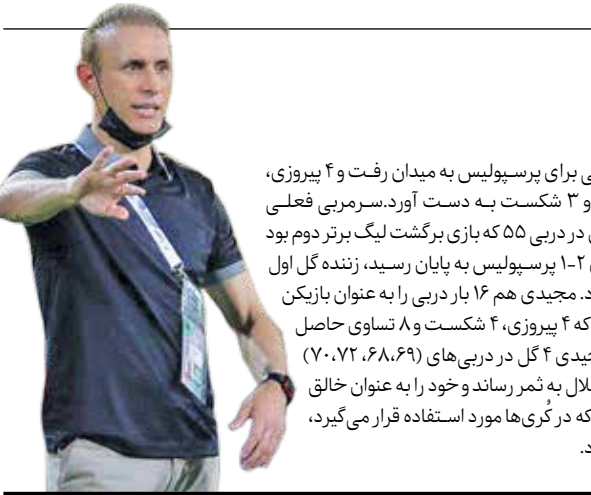 ی برای پرسپولیس به میدان رفت و ۴ پیروزی،
و ۳ شکست به دست آورد.سرمربی فعلی
در دربی ۵۵ که بازی برگشت لیگ برتر دوم بود
۲-۱ پرسپولیس به پایان رسید، زننده گل اول
د. مجیدی هم ۱۶ بار دربی را به عنوان بازیکن
که ۴ پیروزی، ۴ شکست و ۸ تساوی حاصل
جیدی ۴ گل در دربی‌های (۶۸،۶۹، ۷۰،۷۲)
لال به ثمر رساند و خود را به عنوان خالق
که در کُری‌ها مورد استفاده قرار می‌گیرد،
د.